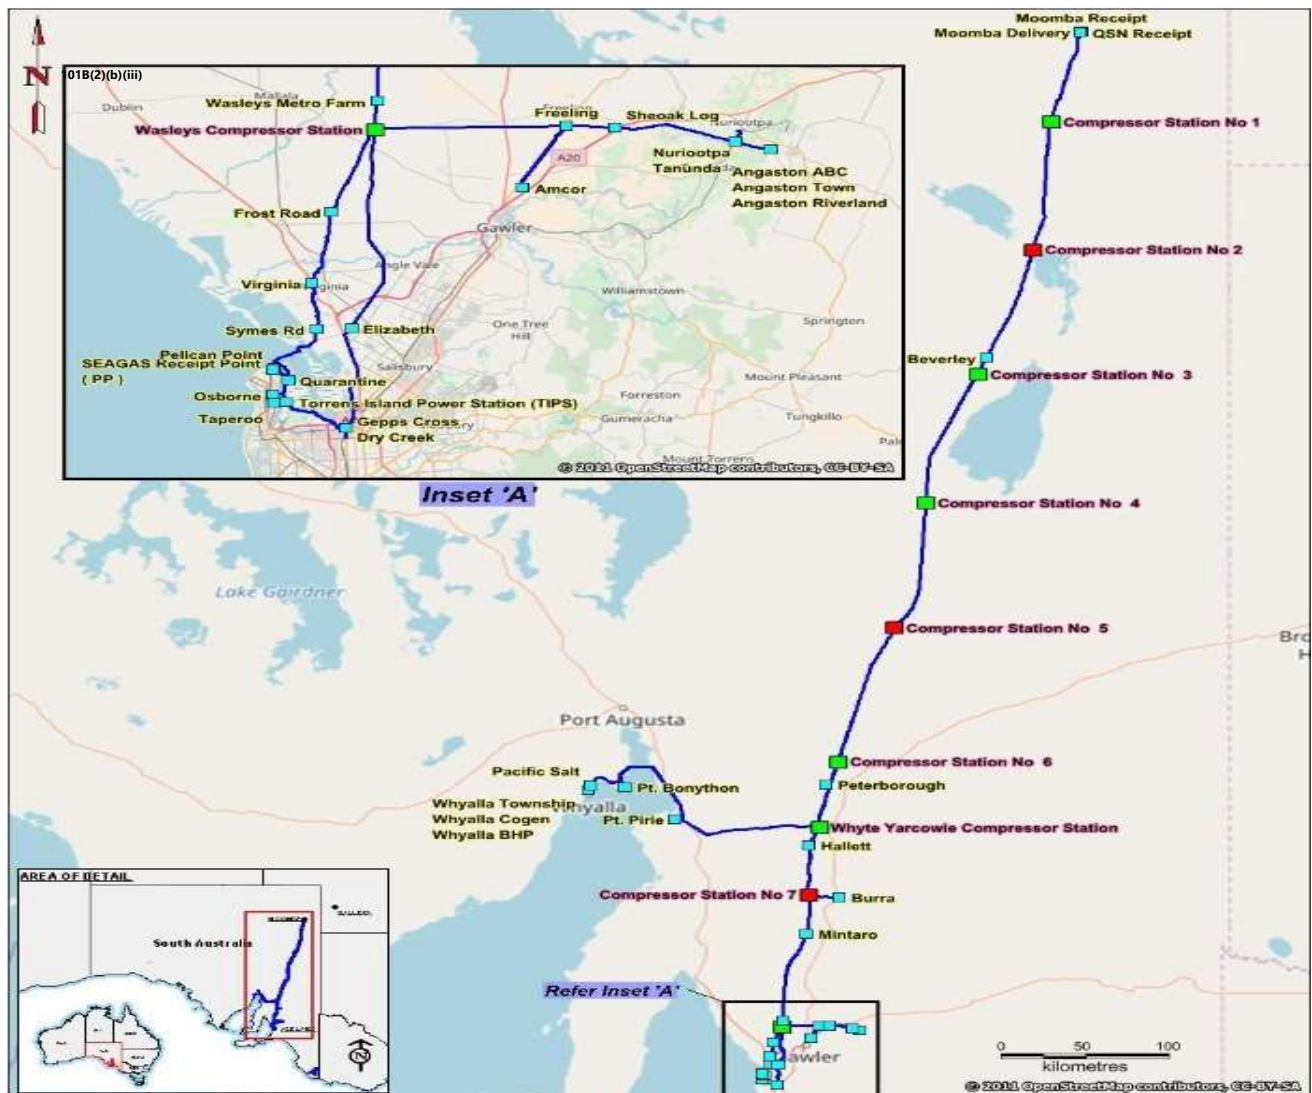 Moomba Receipt
Moomba Delivery
QSN Receipt
N
01B(2)(b)(iii)
Dublin
Mallala
Wasleys Metro Farm
Freeling
Sheoak Log
Nuriootpa
Compressor Station No 1
Wasleys Compressor Station
A20
Nuriootpa
Tanunda
Angaston ABC
Angaston Town
Angaston Riverland
Amcor
Frost Road
Gawler
Compressor Station No 2
Angle Vale
Virginia
Williamstown
Symes Rd
Elizabeth
One Tree
Hill
Springton
Pelican Point
SEAGAS Receipt Point
( PP )
Salisbury
Beverley
Compressor Station No 3
Quarantine
Mount Pleasant
Osborne
Torrens Island Power Station (TIPS)
Forreston
Taperoo
Gepps Cross
Dry Creek
Gumeracha
Tungkillo
Mount Torrens
© 2011 OpenStreetMap contributors, CC-BY-SA
Inset 'A'
Compressor Station No 4
Lake Gairdner
Compressor Station No 5
Bro
H
Port Augusta
Compressor Station No 6
Pacific Salt
Pt. Bonython
Peterborough
Whyalla Township
Whyalla
Whyalla Cogen
Whyalla BHP
Pt. Pirie
Whyte Yarcowie Compressor Station
Hallett
AREA OF DETAIL
Compressor Station No 7
Burra
Mintaro
South Australia
Refer Inset 'A'
Gawler
0 50 100
kilometres
N
© 2011 OpenStreetMap contributors, CC-BY-SA